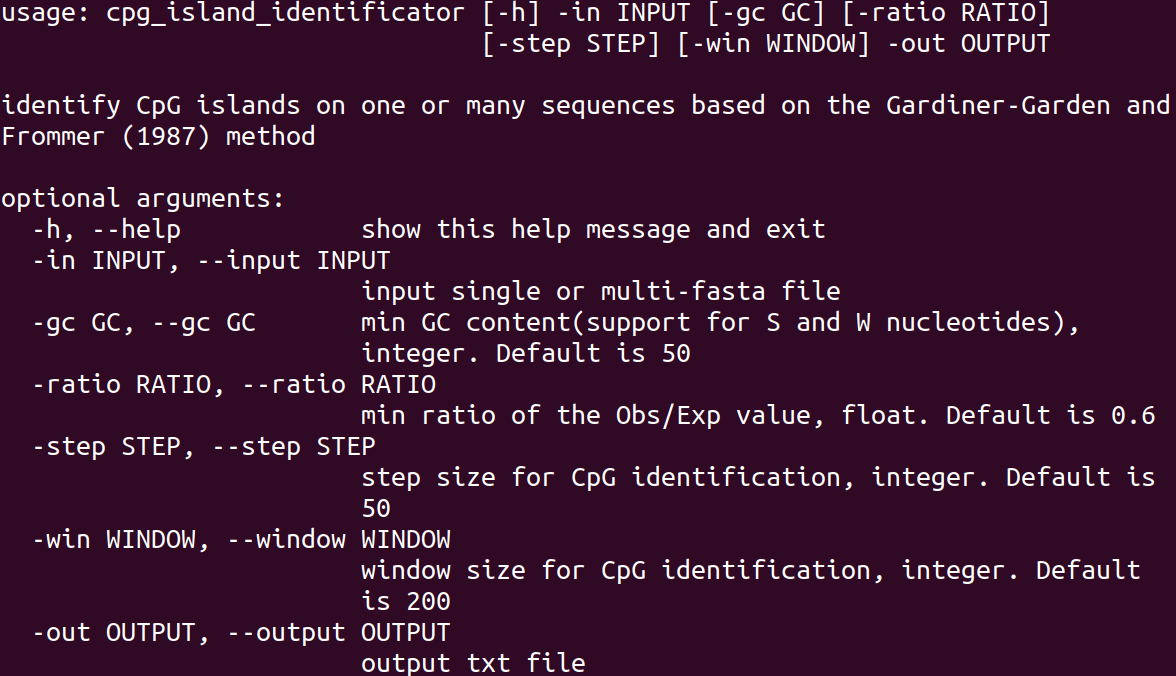 usage: cpg_island_identificator [-h] -in INPUT [-gc GC] [-ratio RATIO]
[-step STEP] [-win WINDOW] -out OUTPUT
identify CpG islands on one or many sequences based on the Gardiner-Garden and
Frommer (1987) method
optional arguments:
-h, --help show this help message and exit
-in INPUT, --input INPUT
input single or multi-fasta file
-gc GC, --gc GC min GC content(support for S and W nucleotides),
integer. Default is 50
-ratio RATIO, --ratio RATIO
min ratio of the Obs/Exp value, float. Default is 0.6
-step STEP, --step STEP
step size for CpG identification, integer. Default is
50
-win WINDOW, --window WINDOW
window size for CpG identification, integer. Default
is 200
-out OUTPUT, --output OUTPUT
output txt file